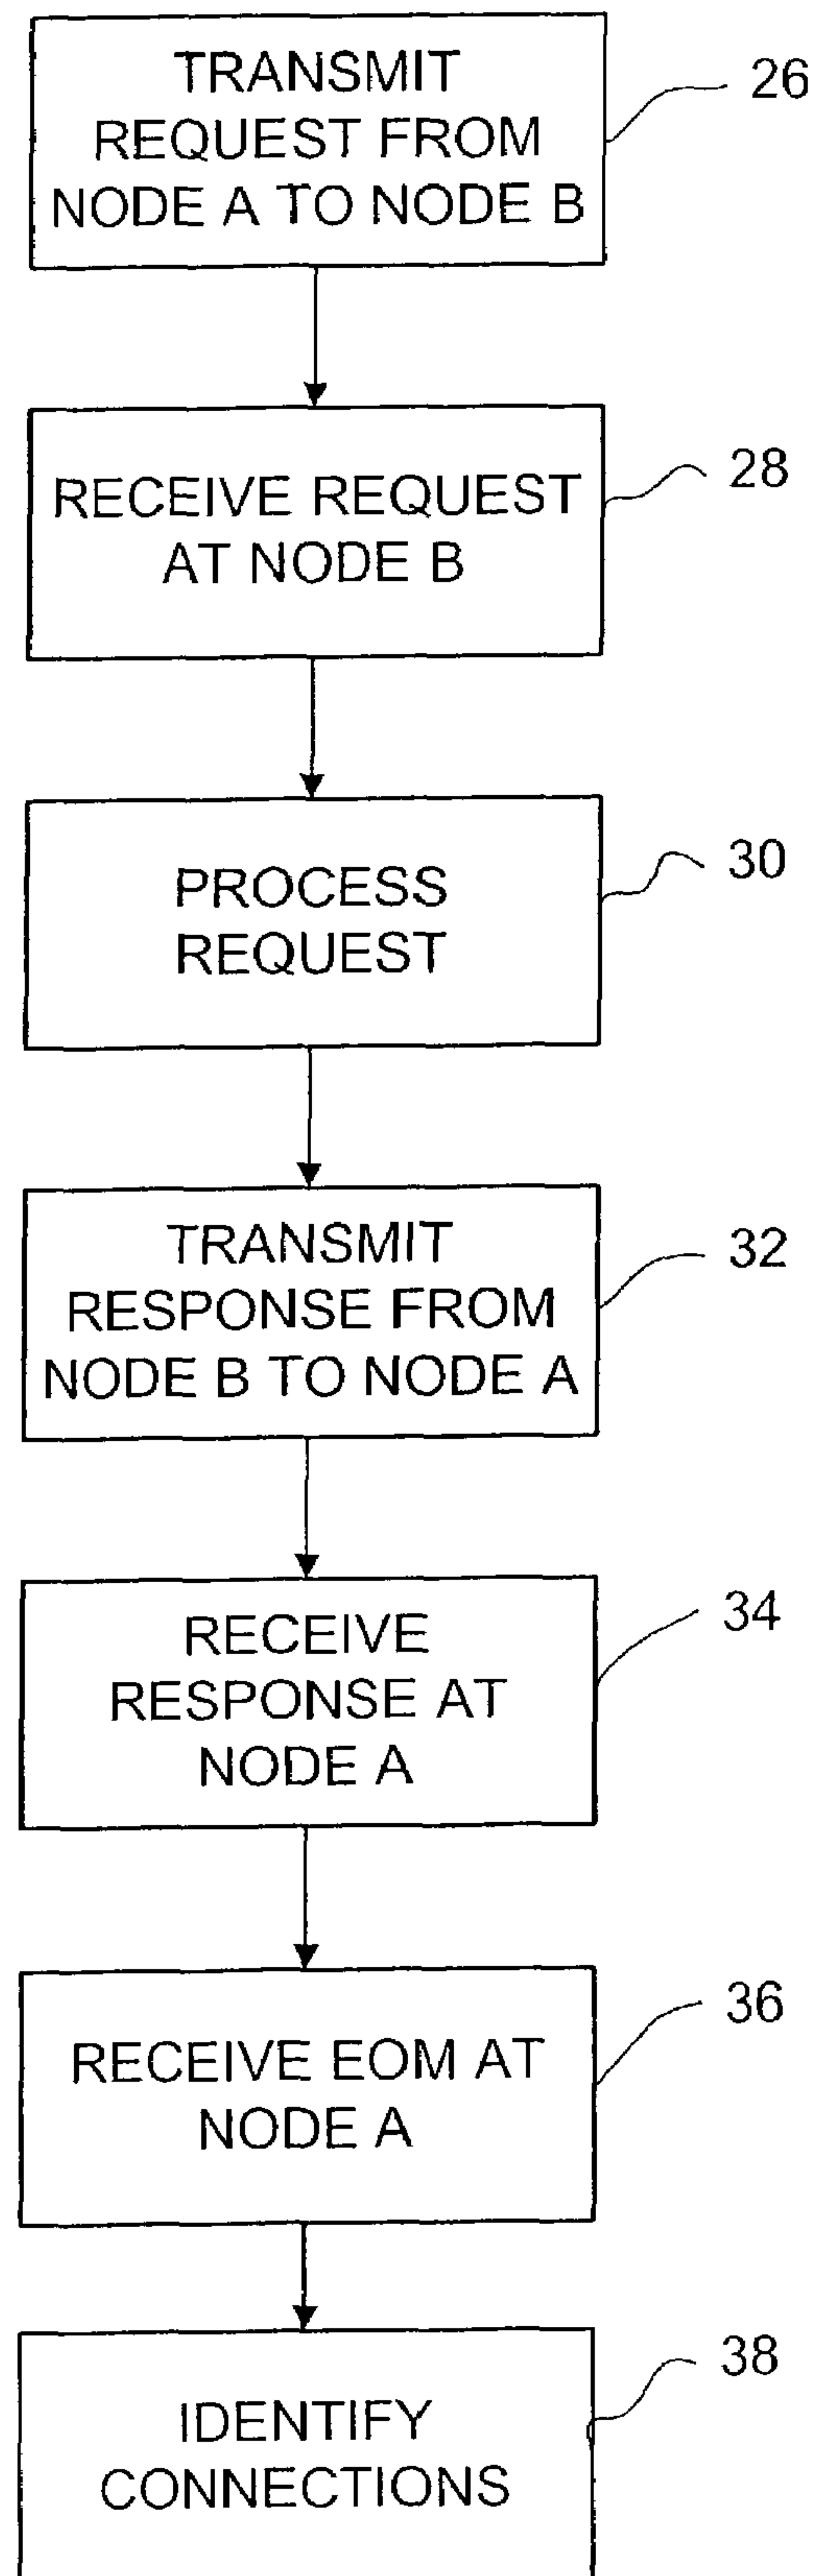 TRANSMIT
REQUEST FROM
NODE A TO NODE B
26
RECEIVE REQUEST
AT NODE B
28
PROCESS
REQUEST
30
TRANSMIT
RESPONSE FROM
NODE B TO NODE A
32
RECEIVE
RESPONSE AT
NODE A
34
RECEIVE EOM AT
NODE A
36
IDENTIFY
CONNECTIONS
38